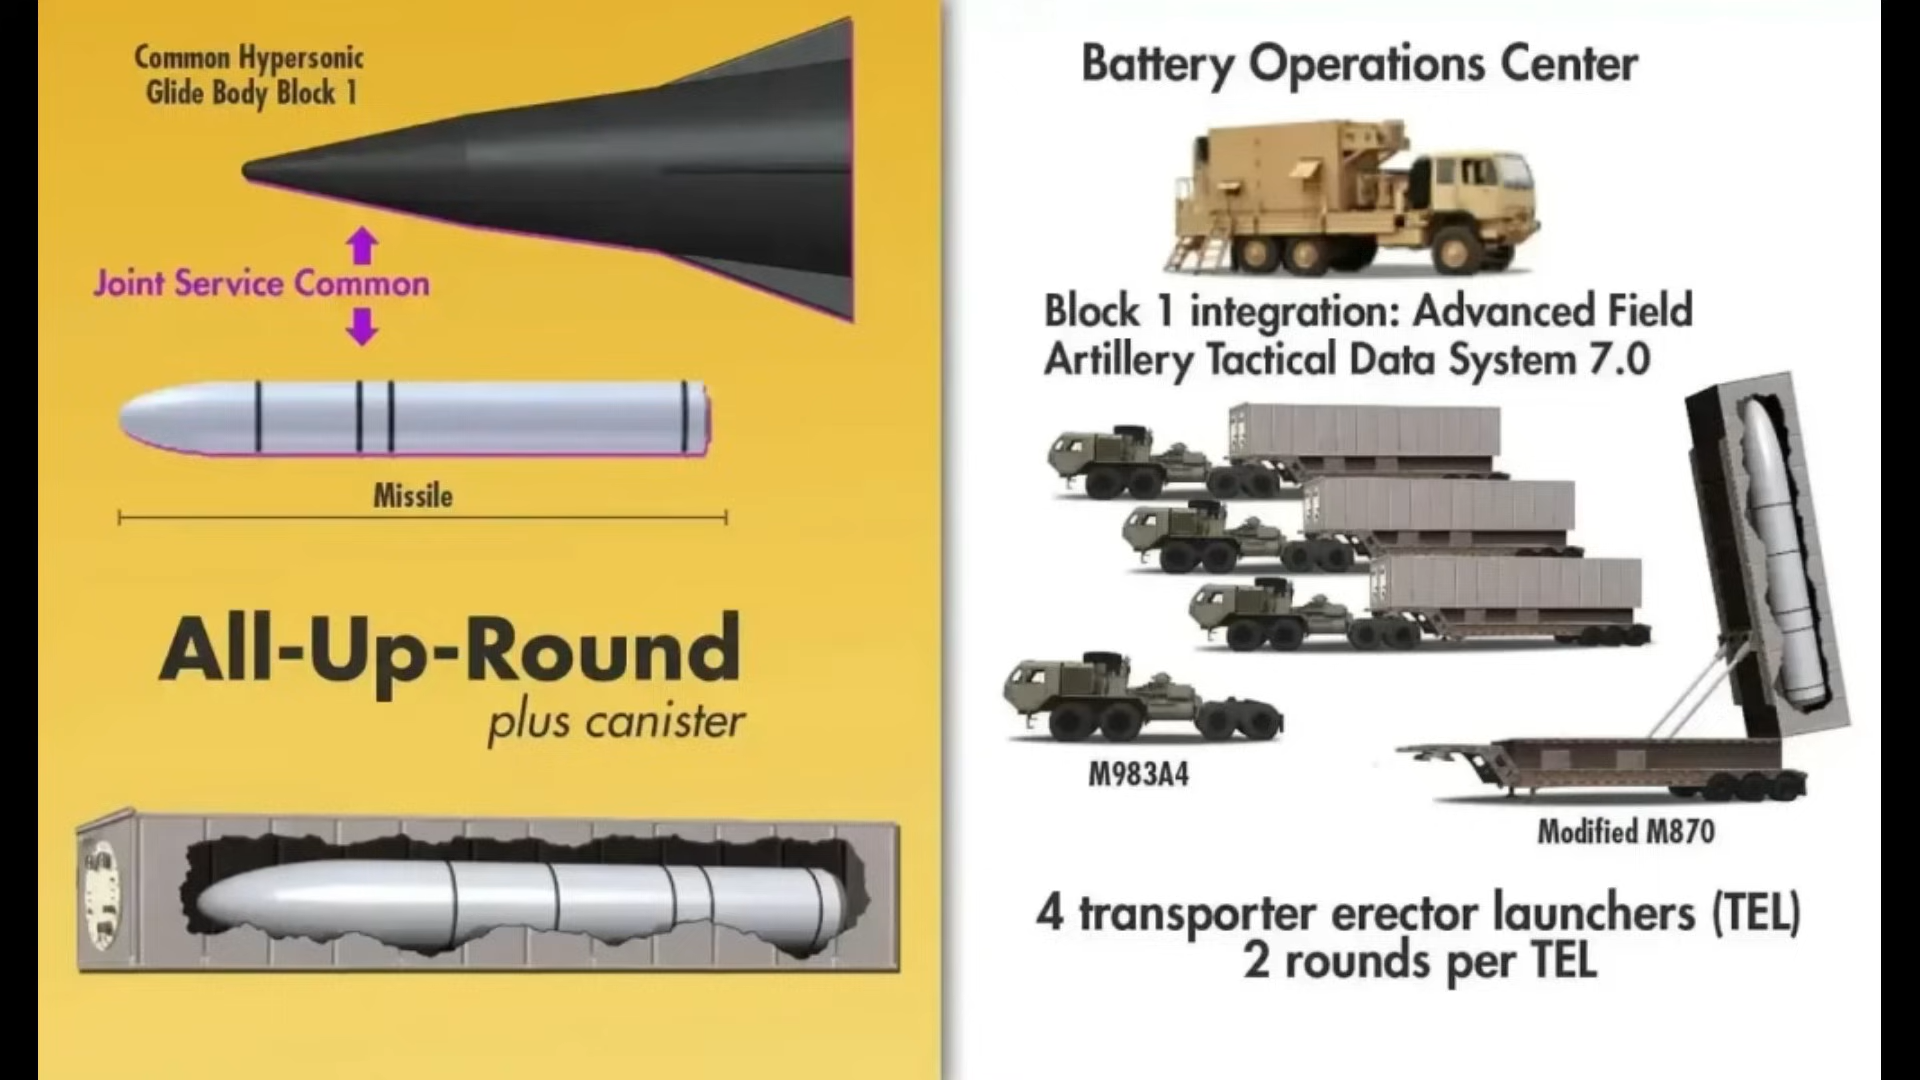 Common Hypersonic
Glide Body Block 1
Joint Service Common
Missile
All-Up-Round
plus canister
Battery Operations Center
Block 1 integration: Advanced Field
Artillery Tactical Data System 7.0
M983A4
Modified M870
4 transporter erector launchers (TEL)
2 rounds per TEL